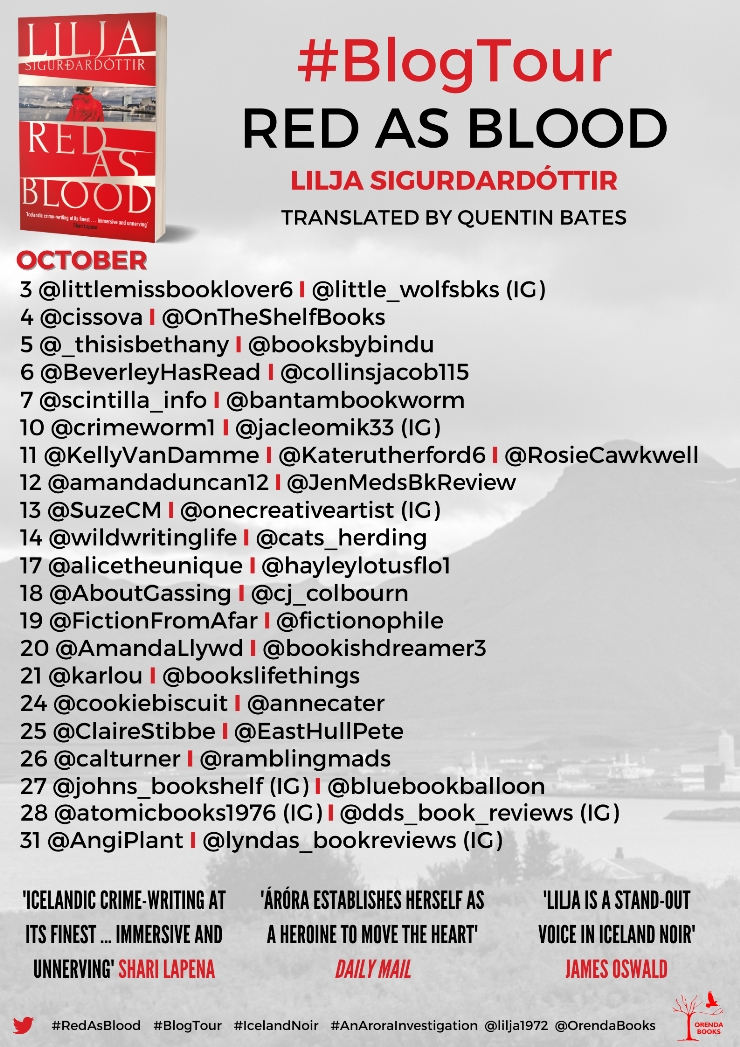 LILJA
SIGURÐARDÓTTIR
RED
AS
BLOOD
'Icelandic crime-writing at its finest ... immersive and unnerving'
Shari Lapena
#BlogTour
RED AS BLOOD
LILJA SIGURDARDÓTTIR
TRANSLATED BY QUENTIN BATES
OCTOBER
3 @littlemissbooklover6 I @little_wolfsbks (IG)
4 @cissova I @OnTheShelfBooks
5 @_thisisbethany I @booksbybindu
6 @BeverleyHasRead I @collinsjacob115
7 @scintilla_info I @bantambookworm
10 @crimeworm1 I @jacleomik33 (IG)
11 @KellyVanDamme I @Katerutherford6 I @RosieCawkwell
12 @amandaduncan12 I @JenMedsBkReview
13 @SuzeCM I @onecreativeartist (IG)
14 @wildwritinglife I @cats_herding
17 @alicetheunique I @hayleylotusflo1
18 @AboutGassing I @cj_colbourn
19 @FictionFromAfar I @fictionophile
20 @AmandaLlywd I @bookishdreamer3
21 @karlou I @bookslifethings
24 @cookiebiscuit I @annecater
25 @ClaireStibbe I @EastHullPete
26 @calturner I @ramblingmads
27 @johns_bookshelf (IG) I @bluebookballoon
28 @atomicbooks1976 (IG) I @dds_book_reviews (IG)
31 @AngiPlant I @lyndas_bookreviews (IG)
'ICELANDIC CRIME-WRITING AT
ITS FINEST ... IMMERSIVE AND
UNNERVING' SHARI LAPENA
'ÁRÓRA ESTABLISHES HERSELF AS
A HEROINE TO MOVE THE HEART'
DAILY MAIL
'LILJA IS A STAND-OUT
VOICE IN ICELAND NOIR'
JAMES OSWALD
#RedAsBlood #BlogTour #IcelandNoir #AnAroraInvestigation @lilja1972 @OrendaBooks
ORENDA
BOOKS